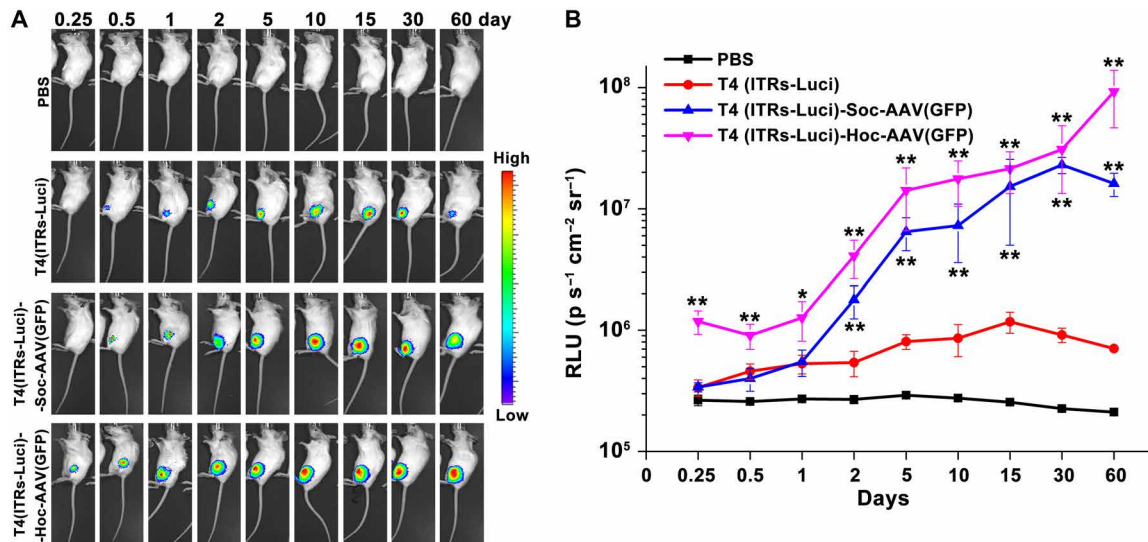 A
0.25 0.5 1 2 5 10 15 30 60 day
PBS
T4(ITRs-Luci)
T4(ITRs-Luci)-
-Soc-AAV(GFP)
T4(ITRs-Luci)-
-Hoc-AAV(GFP)
High
Low
B
PBS
T4 (ITRs-Luci)
T4 (ITRs-Luci)-Soc-AAV(GFP)
T4 (ITRs-Luci)-Hoc-AAV(GFP)
RLU (p s⁻¹ cm⁻² sr⁻¹)
10⁸
10⁷
10⁶
10⁵
** ** * ** ** ** ** ** **
** ** ** ** ** **
0 0.25 0.5 1 2 5 10 15 30 60
Days